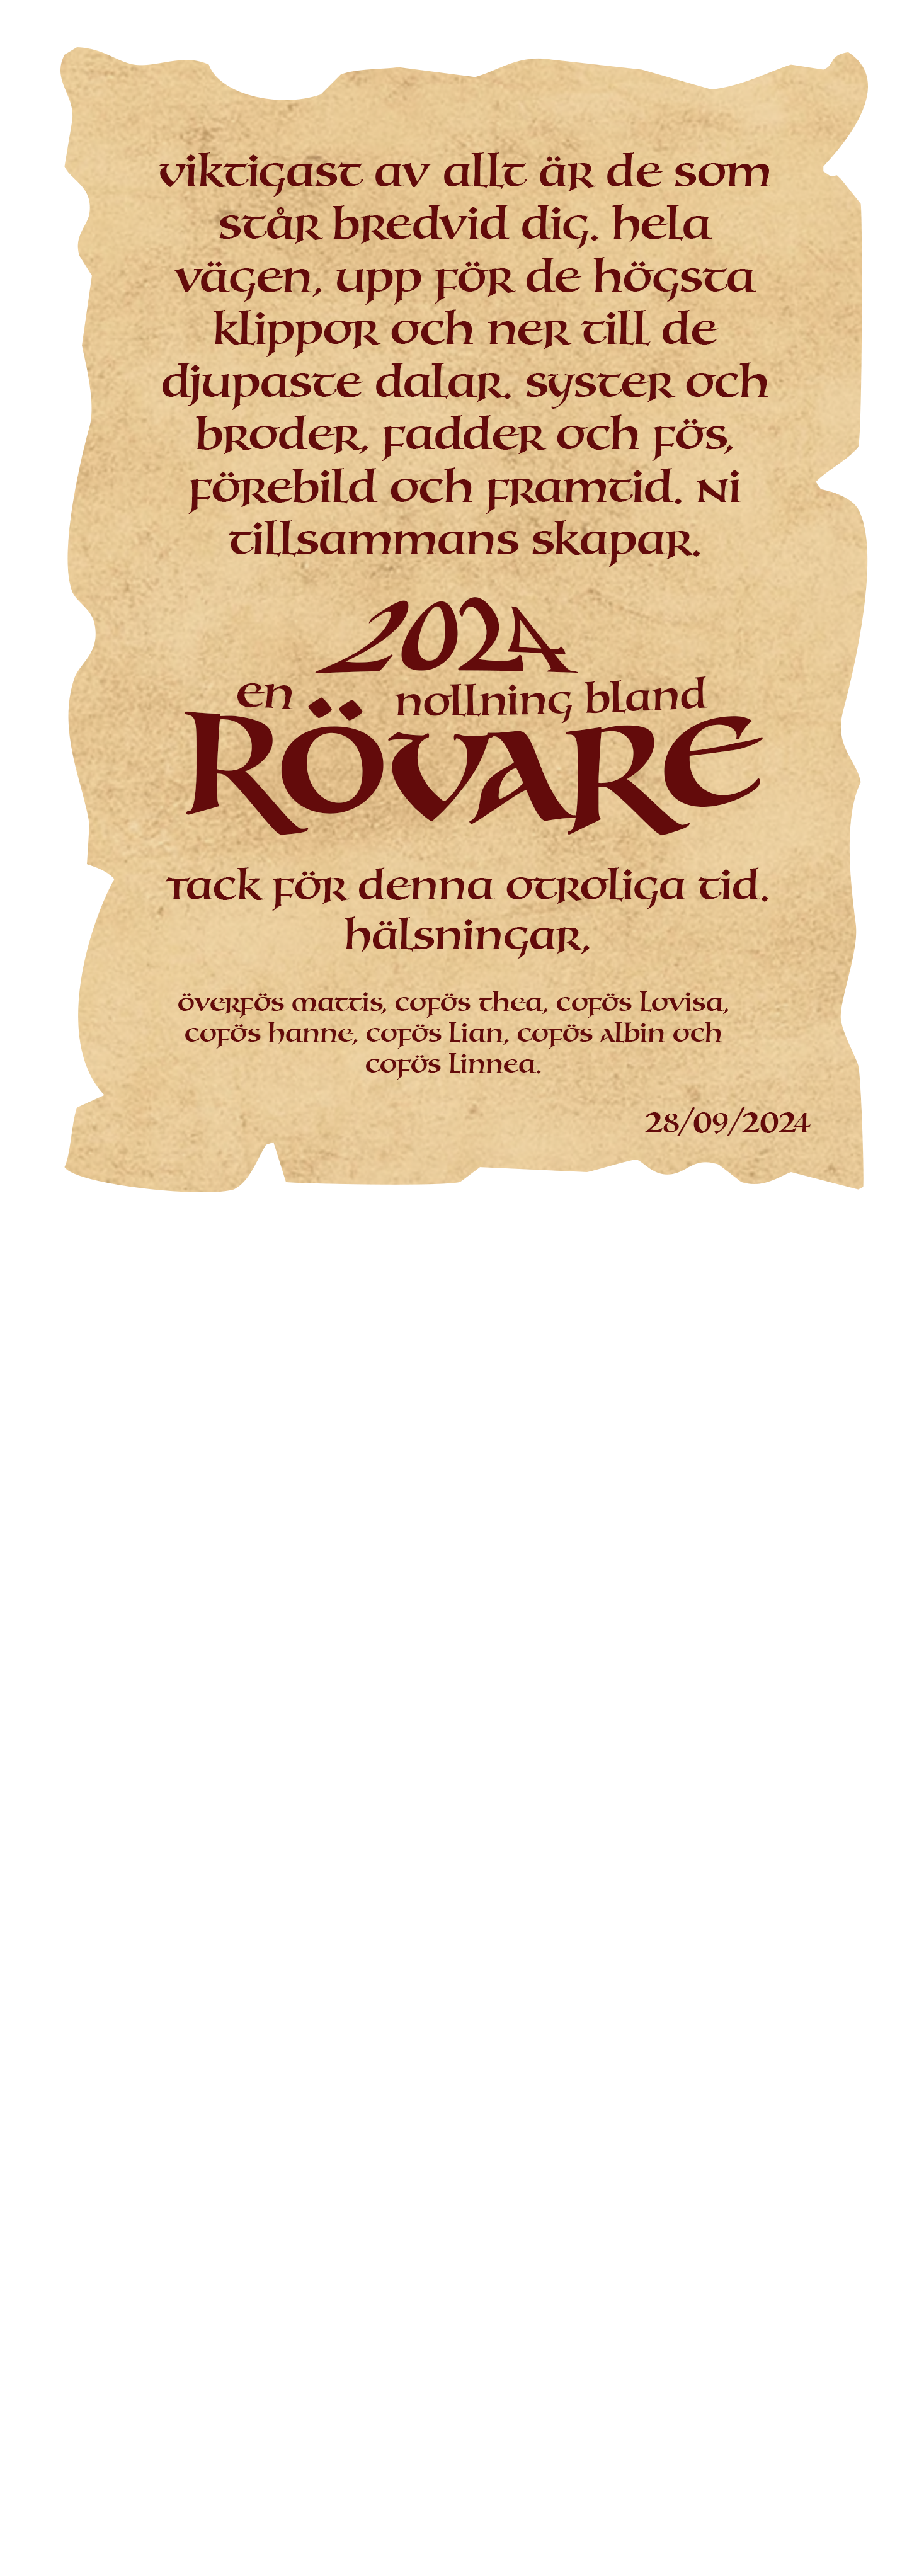 viktigast av allt är de som
står bredvid dig. hela
vägen, upp för de högsta
klippor och ner till de
djupaste dalar. syster och
broder, fadder och fös,
förebild och framtid. Ni
tillsammans skapar.
2024
en nollning bland
RÖVARE
Tack för denna otroliga tid.
hälsningar,
överfös mattis, cofös thea, cofös Lovisa,
cofös hanne, cofös Lian, cofös Albin och
cofös Linnea.
28/09/2024